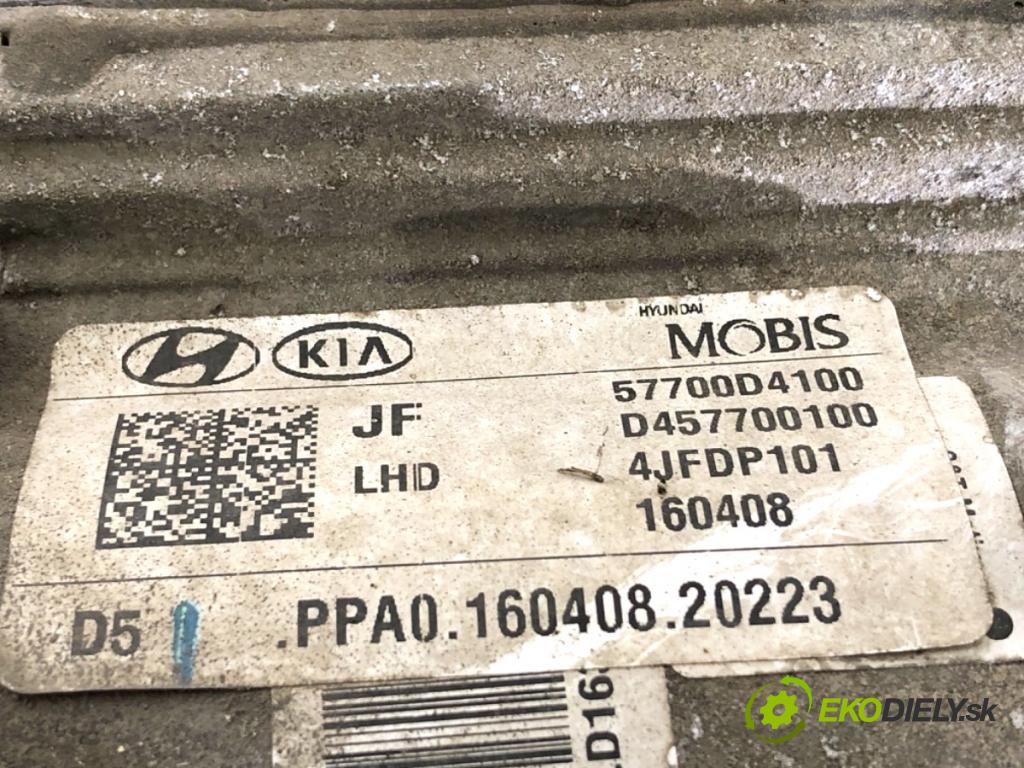 KIA
HYUNDAI
MOBIS
57700D4100
JF
D457700100
LHD
4JFDP101
160408
D5
.PPA0.160408.20223
EKODIELY.sk